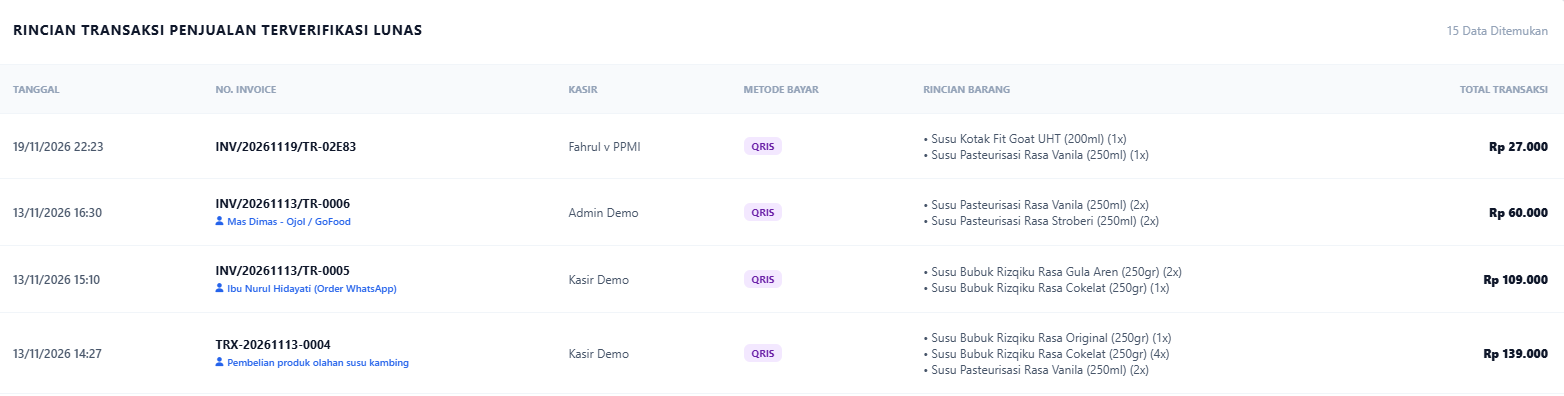 RINCIAN TRANSAKSI PENJUALAN TERVERIFIKASI LUNAS
15 Data Ditemukan
TANGGAL NO. INVOICE KASIR METODE BAYAR RINCIAN BARANG TOTAL TRANSAKSI
19/11/2026 22:23 INV/20261119/TR-02E83 Fahrul v PPMI QRIS
• Susu Kotak Fit Goat UHT (200ml) (1x)
• Susu Pasteurisasi Rasa Vanila (250ml) (1x)
Rp 27.000
13/11/2026 16:30 INV/20261113/TR-0006
Mas Dimas - Ojol / GoFood
Admin Demo QRIS
• Susu Pasteurisasi Rasa Vanila (250ml) (2x)
• Susu Pasteurisasi Rasa Stroberi (250ml) (2x)
Rp 60.000
13/11/2026 15:10 INV/20261113/TR-0005
Ibu Nurul Hidayati (Order WhatsApp)
Kasir Demo QRIS
• Susu Bubuk Rizqiku Rasa Gula Aren (250gr) (2x)
• Susu Bubuk Rizqiku Rasa Cokelat (250gr) (1x)
Rp 109.000
13/11/2026 14:27 TRX-20261113-0004
Pembelian produk olahan susu kambing
Kasir Demo QRIS
• Susu Bubuk Rizqiku Rasa Original (250gr) (1x)
• Susu Bubuk Rizqiku Rasa Cokelat (250gr) (4x)
• Susu Pasteurisasi Rasa Vanila (250ml) (2x)
Rp 139.000